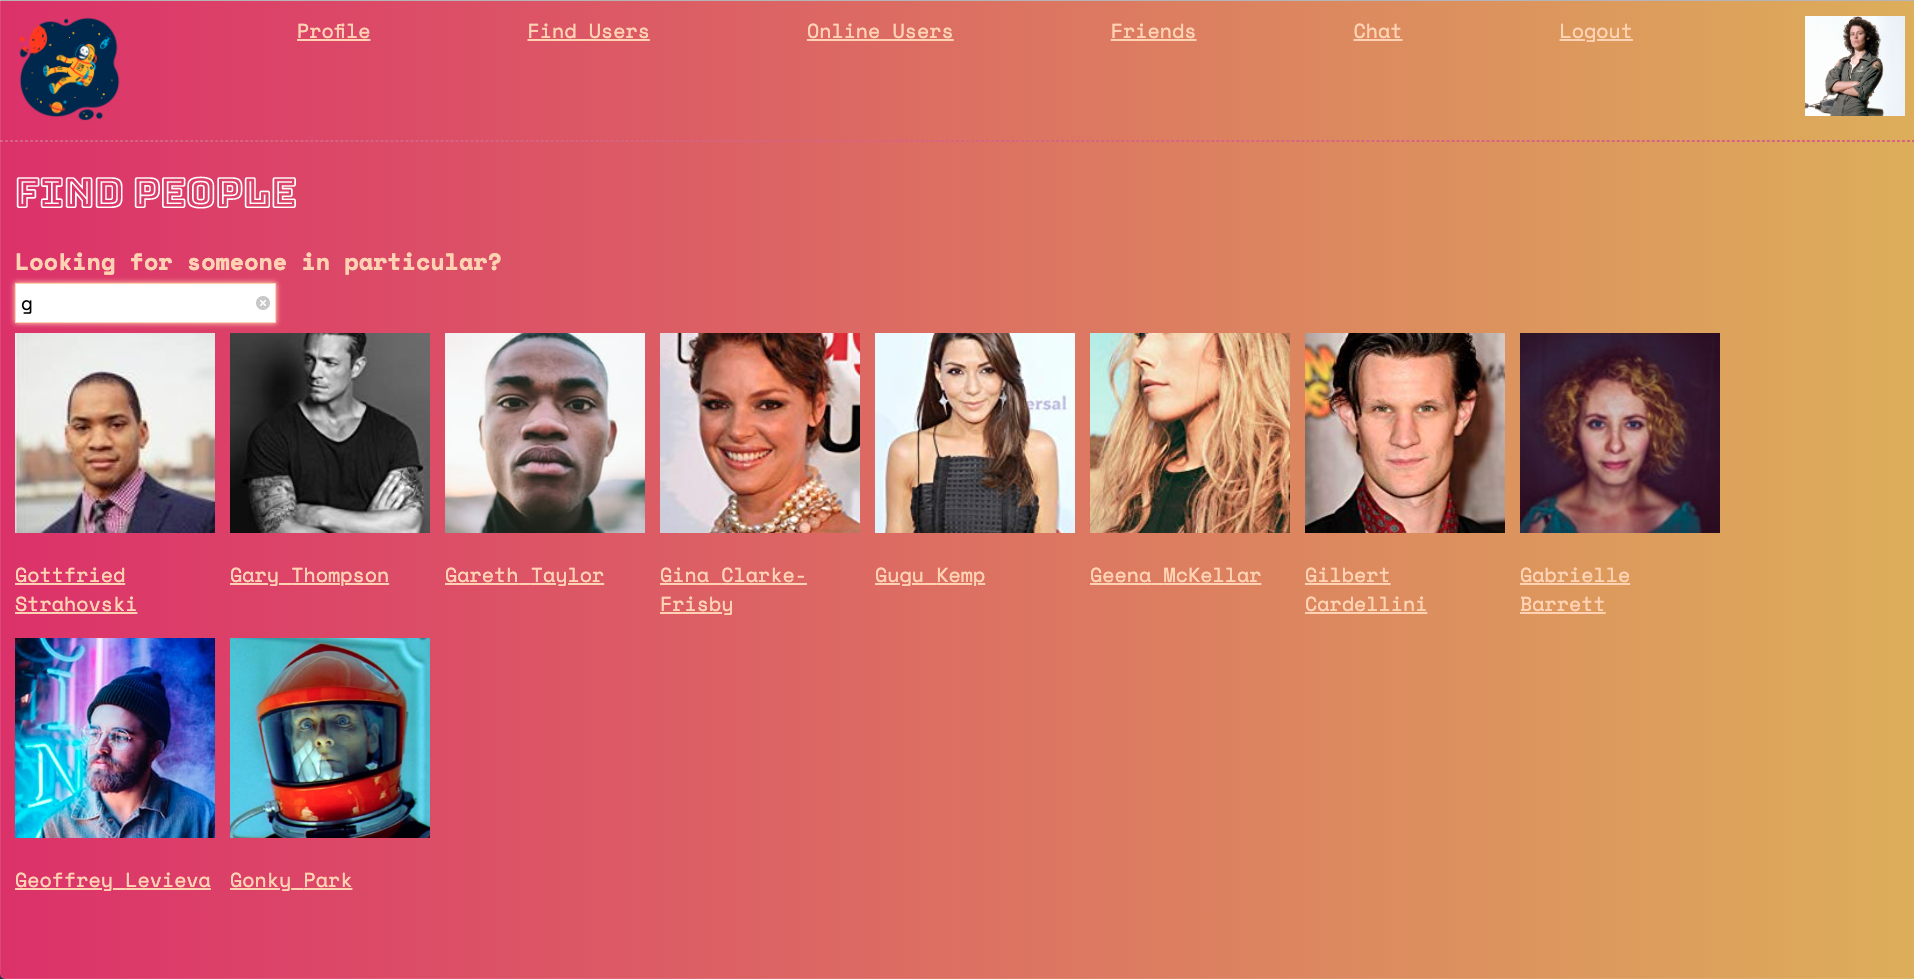 Profile Find Users Online Users Friends Chat Logout
FIND PEOPLE
Looking for someone in particular?
g
ersal
Gottfried Strahovski
Gary Thompson
Gareth Taylor
Gina Clarke-Frisby
Gugu Kemp
Geena McKellar
Gilbert Cardellini
Gabrielle Barrett
Geoffrey Levieva
Gonky Park